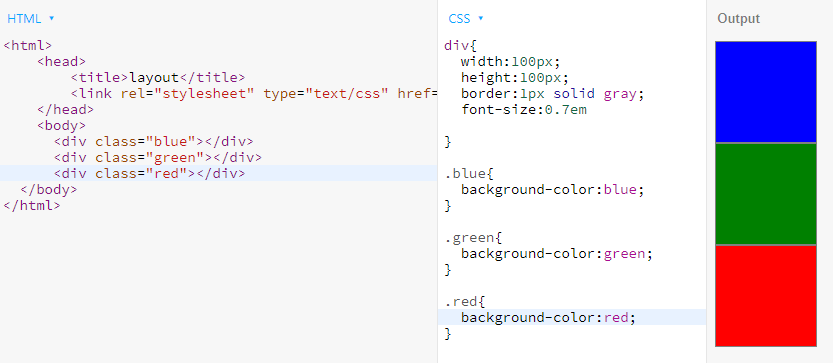 HTML ▾
<html>
    <head>
        <title>layout</title>
        <link rel="stylesheet" type="text/css" href=
    </head>
    <body>
      <div class="blue"></div>
      <div class="green"></div>
      <div class="red"></div>
  </body>
</html>
CSS ▾
div{
  width:100px;
  height:100px;
  border:1px solid gray;
  font-size:0.7em
}
.blue{
  background-color:blue;
}
.green{
  background-color:green;
}
.red{
  background-color:red;
}
Output